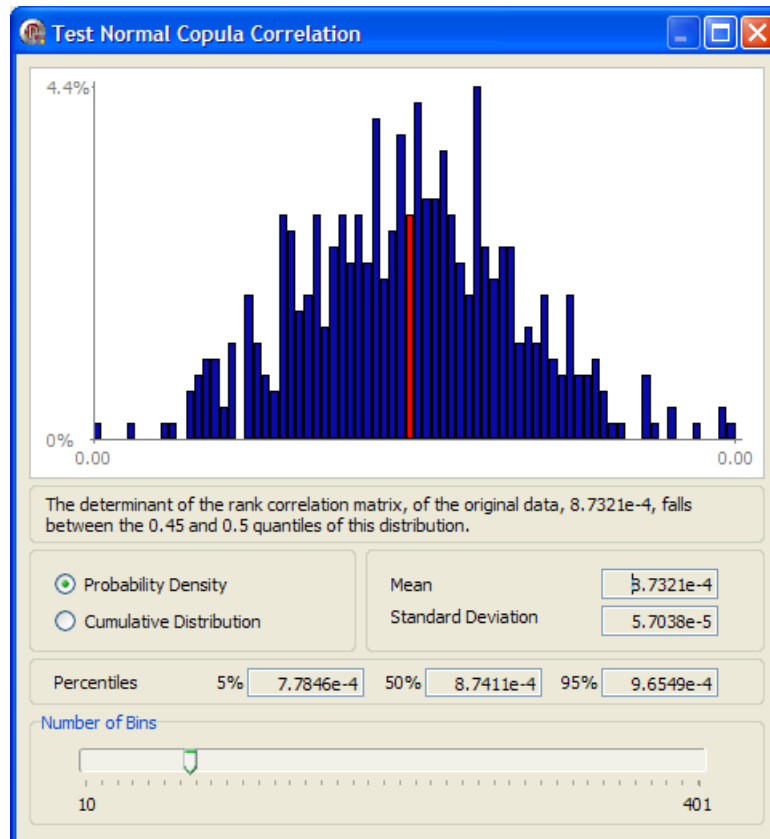 Test Normal Copula Correlation
4.4%
0%
0.00 0.00
The determinant of the rank correlation matrix, of the original data, 8.7321e-4, falls
between the 0.45 and 0.5 quantiles of this distribution.
Probability Density
Cumulative Distribution
Mean 8.7321e-4
Standard Deviation 5.7038e-5
Percentiles 5% 7.7846e-4 50% 8.7411e-4 95% 9.6549e-4
Number of Bins
10 401